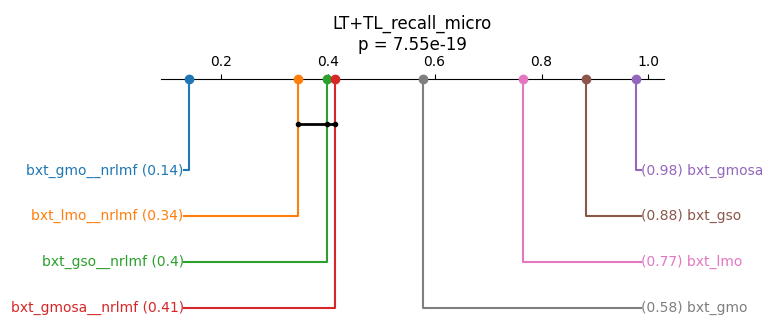 LT+TL_recall_micro
p = 7.55e-19
0.2 0.4 0.6 0.8 1.0
bxt_gmo__nrlmf (0.14) (0.98) bxt_gmosa
bxt_lmo__nrlmf (0.34) (0.88) bxt_gso
bxt_gso__nrlmf (0.4) (0.77) bxt_lmo
bxt_gmosa__nrlmf (0.41) (0.58) bxt_gmo